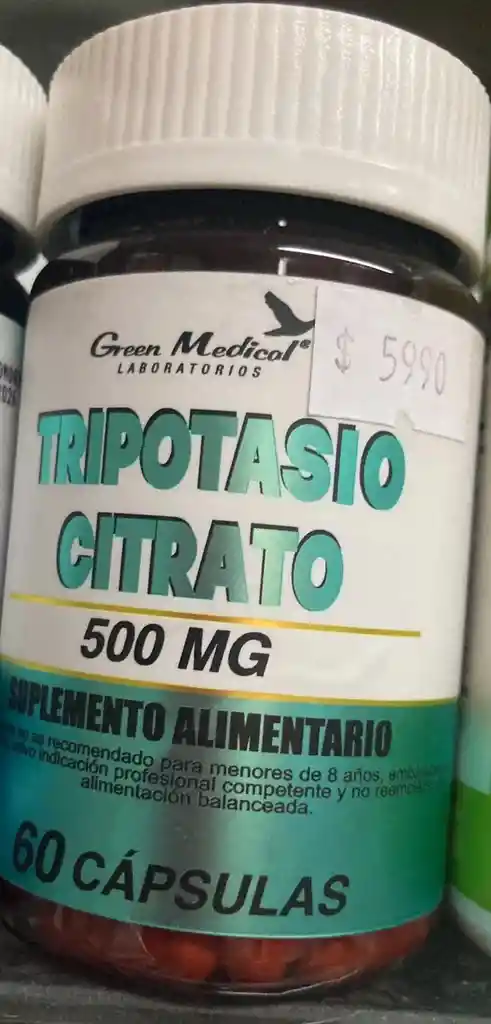 Green Medical®
LABORATORIOS
$ 5990
TRIPOTASIO
CITRATO
500 MG
SUPLEMENTO ALIMENTARIO
recomendado para menores de 8 años,
indicación profesional competente y no
alimentación balanceada.
60 CÁPSULAS